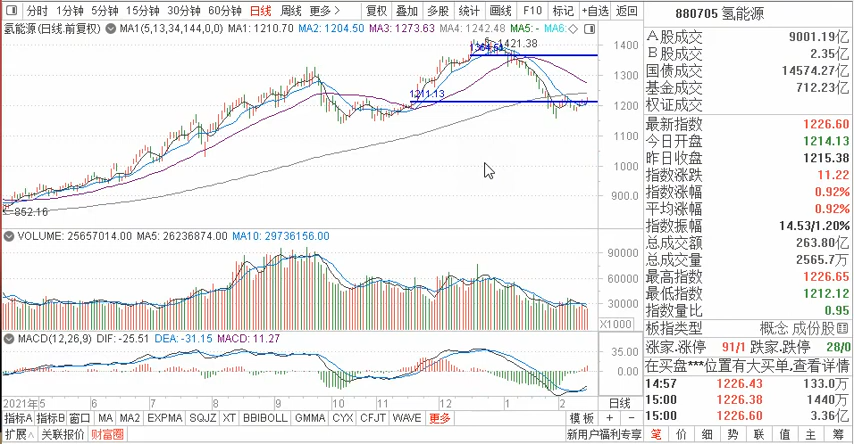 分时 1分钟 5分钟 15分钟 30分钟 60分钟 日线 周线 更多> 复权 叠加 多股 统计 画线 F10 标记 +自选 返回
880705 氢能源
氢能源(日线.前复权) MA1(5,13,34,144,0,0) MA1: 1210.70 MA2: 1204.50 MA3: 1273.63 MA4: 1242.48 MA5: - MA6:
1364.53
1421.38
1211.13
852.16
1400
1300
1200
1100
1000
900.0
VOLUME: 25657014.00 MA5: 26236874.00 MA10: 29736156.00
90000
60000
30000
X1000
MACD(12,26,9) DIF: -25.51 DEA: -31.15 MACD: 11.27
35.00
0.00
-35.00
2021年 5 6 7 8 9 10 11 12 1 2 日线
指标A 指标B 窗口 MA MA2 EXPMA SQJZ XT BBIBOLL GMMA CYX CFJT WAVE 更多 模板 + -
扩展∧ 关联报价 财富圈 新用户福利专享
A股成交 9001.19亿
B股成交 2.35亿
国债成交 14574.27亿
基金成交 712.23亿
权证成交
最新指数 1226.60
今日开盘 1214.13
昨日收盘 1215.38
指数涨跌 11.22
指数涨幅 0.92%
平均涨幅 0.92%
指数振幅 14.53/1.20%
总成交额 263.80亿
总成交量 2565.7万
最高指数 1226.65
最低指数 1212.12
指数量比 0.95
板指类型 概念 成份股
涨家.涨停 91/1 跌家.跌停 28/0
在买盘***位置有大买单,查看详情
14:57 1226.43 133.0万
15:00 1226.38 1440万
15:00 1226.60 3.36亿
笔 价 分 盘 势 联 值 主 筹